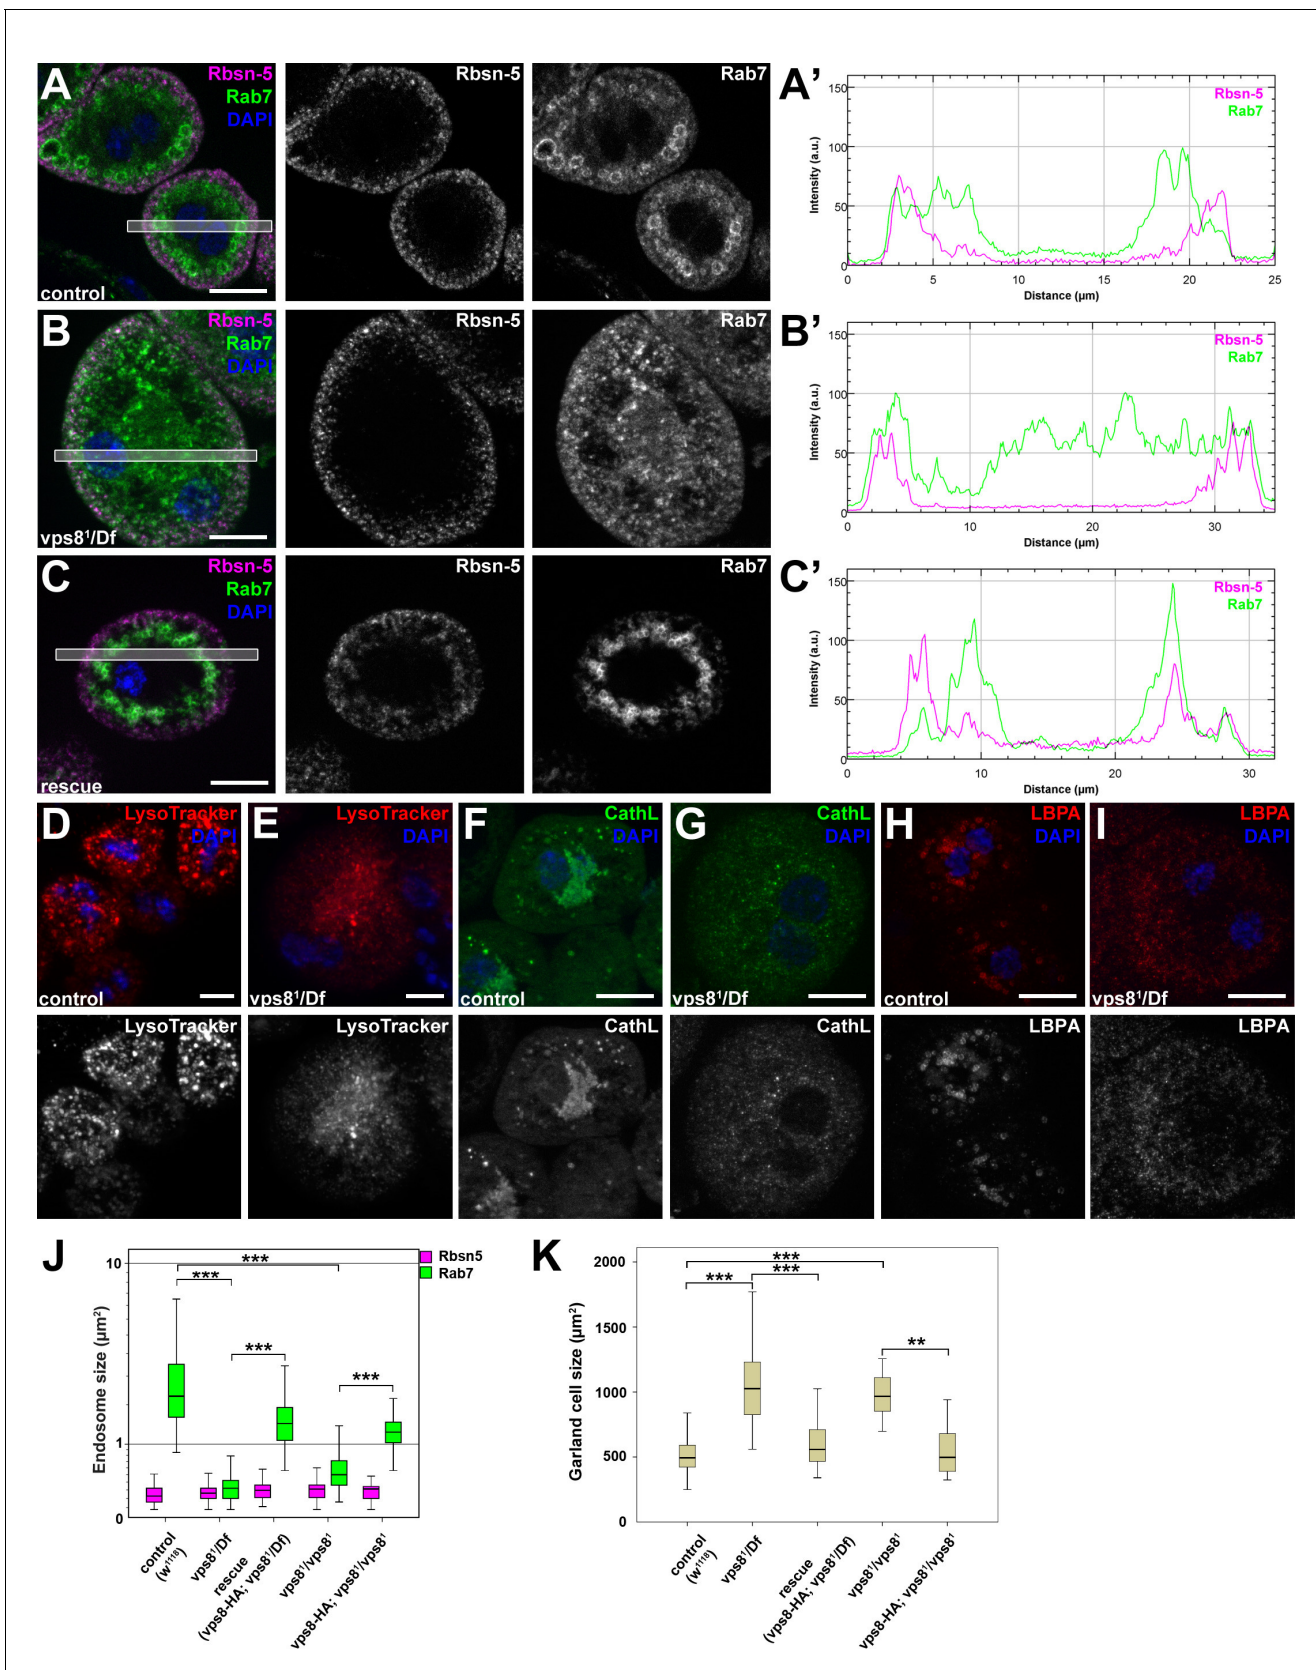 A
Rbsn-5
Rab7
DAPI
control
Rbsn-5
Rab7
A'
Rbsn-5
Rab7
Intensity (a.u.)
150
100
50
0
0 5 10 15 20 25
Distance (µm)
B
Rbsn-5
Rab7
DAPI
vps8¹/Df
Rbsn-5
Rab7
B'
Rbsn-5
Rab7
Intensity (a.u.)
150
100
50
0
0 10 20 30
Distance (µm)
C
Rbsn-5
Rab7
DAPI
rescue
Rbsn-5
Rab7
C'
Rbsn-5
Rab7
Intensity (a.u.)
150
100
50
0
0 10 20 30
Distance (µm)
D
LysoTracker
DAPI
control
E
LysoTracker
DAPI
vps8¹/Df
F
CathL
DAPI
control
G
CathL
DAPI
vps8¹/Df
H
LBPA
DAPI
control
I
LBPA
DAPI
vps8¹/Df
LysoTracker
LysoTracker
CathL
CathL
LBPA
LBPA
J
Rbsn5
Rab7
Endosome size (µm²)
10
1
0
***
***
***
***
control
(w¹¹¹⁸)
vps8¹/Df
rescue
(vps8-HA; vps8¹/Df)
vps8¹/vps8¹
vps8-HA; vps8¹/vps8¹
K
Garland cell size (µm²)
2000
1500
1000
500
0
***
***
***
**
control
(w¹¹¹⁸)
vps8¹/Df
rescue
(vps8-HA; vps8¹/Df)
vps8¹/vps8¹
vps8-HA; vps8¹/vps8¹